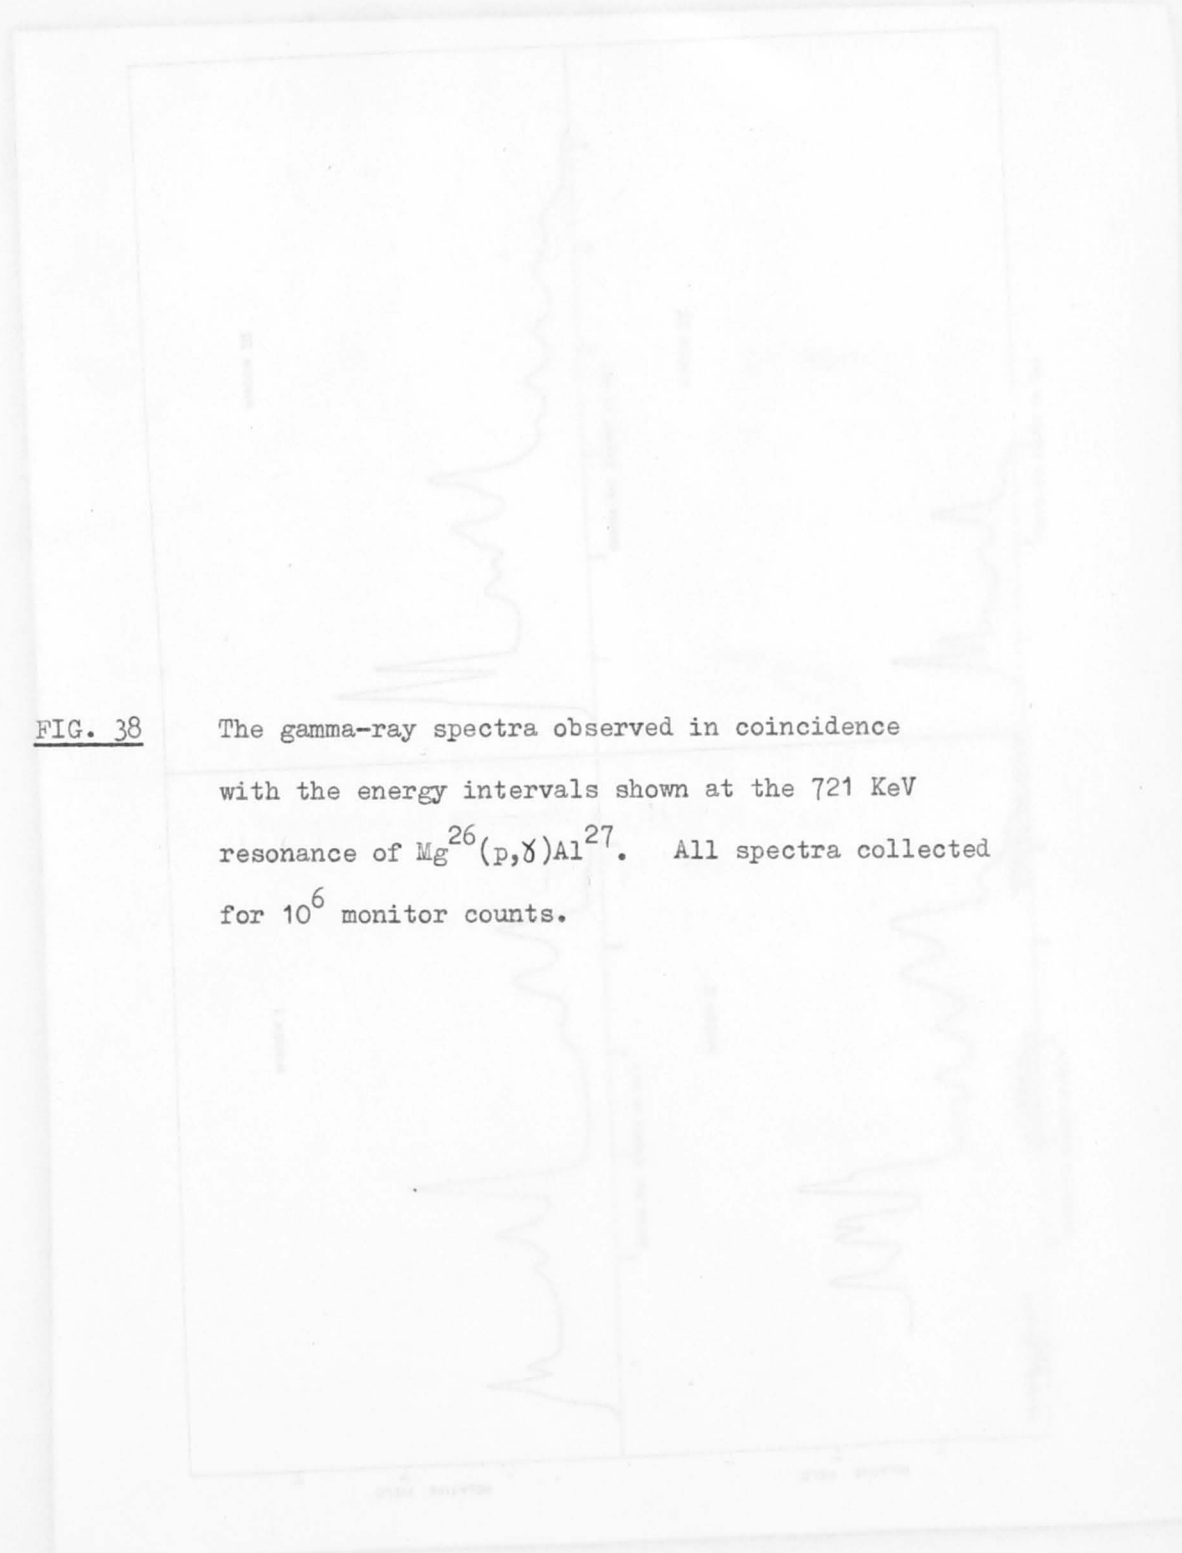 FIG. 38 The gamma-ray spectra observed in coincidence
with the energy intervals shown at the 721 KeV
resonance of Mg²⁶(p,ɣ)Al²⁷. All spectra collected
for 10⁶ monitor counts.